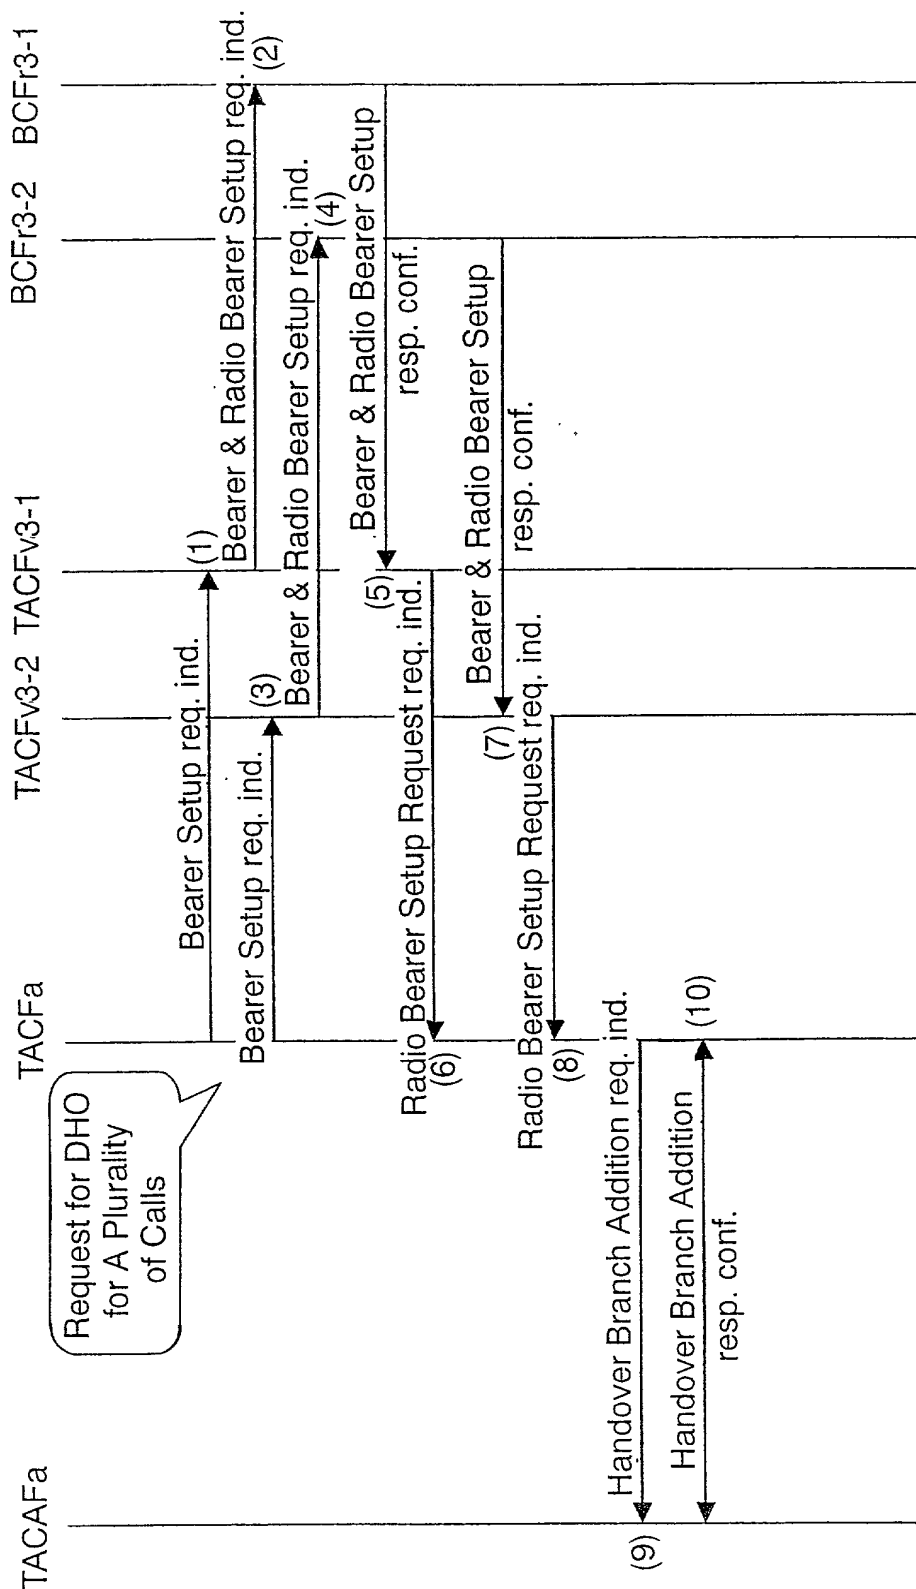 TACAFa
TACFa
TACFv3-2
TACFv3-1
BCFr3-2
BCFr3-1
Request for DHO
for A Plurality
of Calls
Bearer Setup req. ind.
(1)
Bearer & Radio Bearer Setup req. ind.
(2)
Bearer Setup req. ind.
(3)
Bearer & Radio Bearer Setup req. ind.
(4)
Bearer & Radio Bearer Setup
resp. conf.
(5)
Radio Bearer Setup Request req. ind.
(6)
Bearer & Radio Bearer Setup
resp. conf.
(7)
Radio Bearer Setup Request req. ind.
(8)
Handover Branch Addition req. ind.
(9)
Handover Branch Addition
resp. conf.
(10)